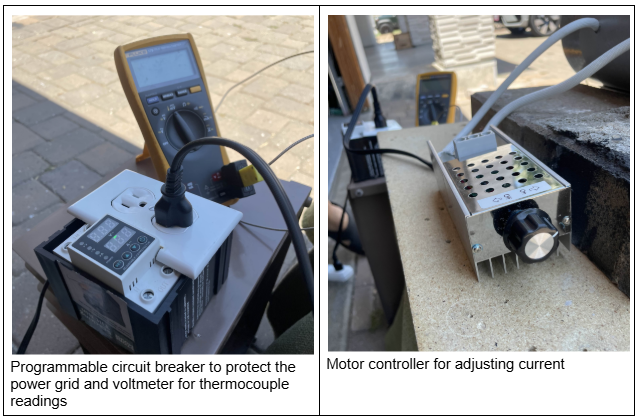 Programmable circuit breaker to protect the
power grid and voltmeter for thermocouple
readings
Motor controller for adjusting current